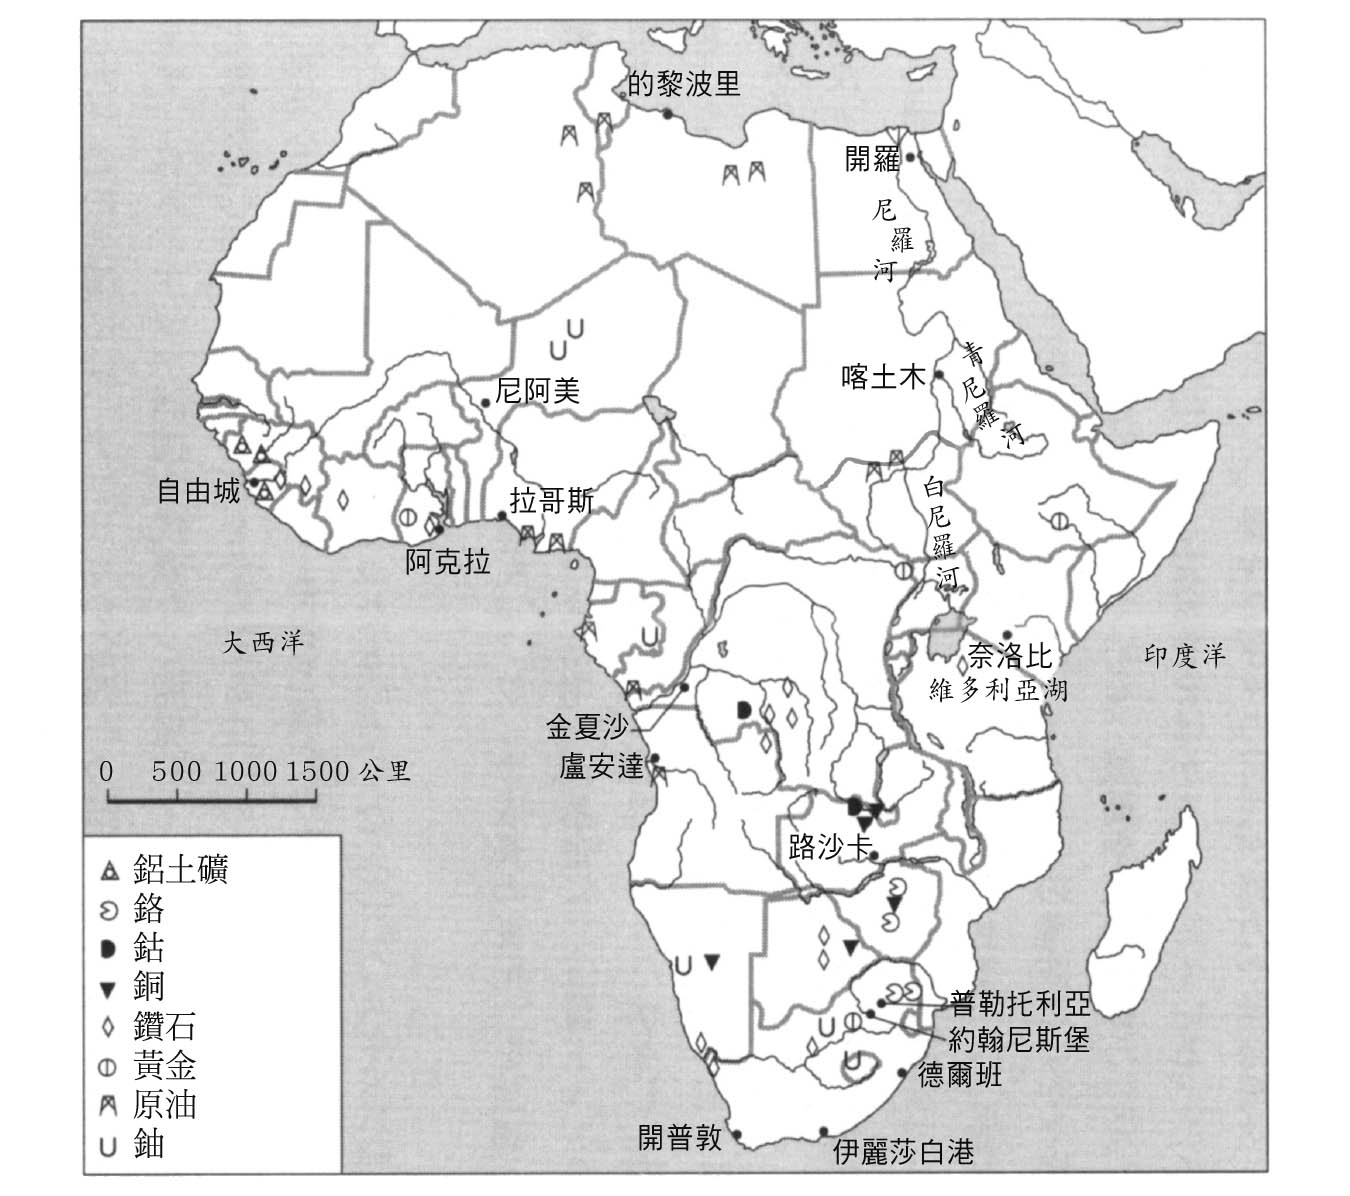 的黎波里
開羅
尼羅河
青尼羅河
喀土木
尼阿美
白尼羅河
自由城
拉哥斯
阿克拉
大西洋
奈洛比
印度洋
維多利亞湖
金夏沙
盧安達
0 500 1000 1500 公里
路沙卡
鋁土礦
鉻
鈷
銅
鑽石
黃金
原油
鈾
普勒托利亞
約翰尼斯堡
德爾班
開普敦
伊麗莎白港